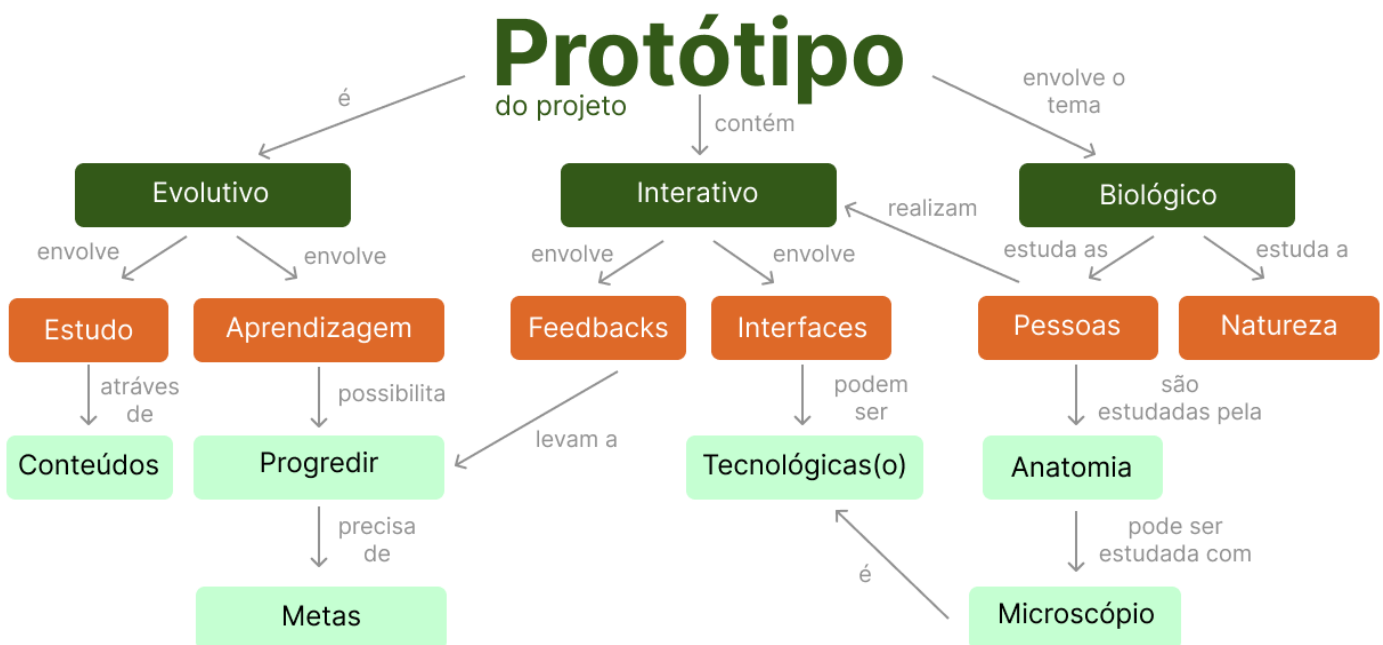 Protótipo
do projeto
é
contém
envolve o
tema
Evolutivo
Interativo
Biológico
envolve
envolve
envolve
envolve
realizam
estuda as
estuda a
Estudo
Aprendizagem
Feedbacks
Interfaces
Pessoas
Natureza
atráves
de
possibilita
levam a
podem
ser
são
estudadas pela
Conteúdos
Progredir
Tecnológicas(o)
Anatomia
precisa
de
é
pode ser
estudada com
Metas
Microscópio